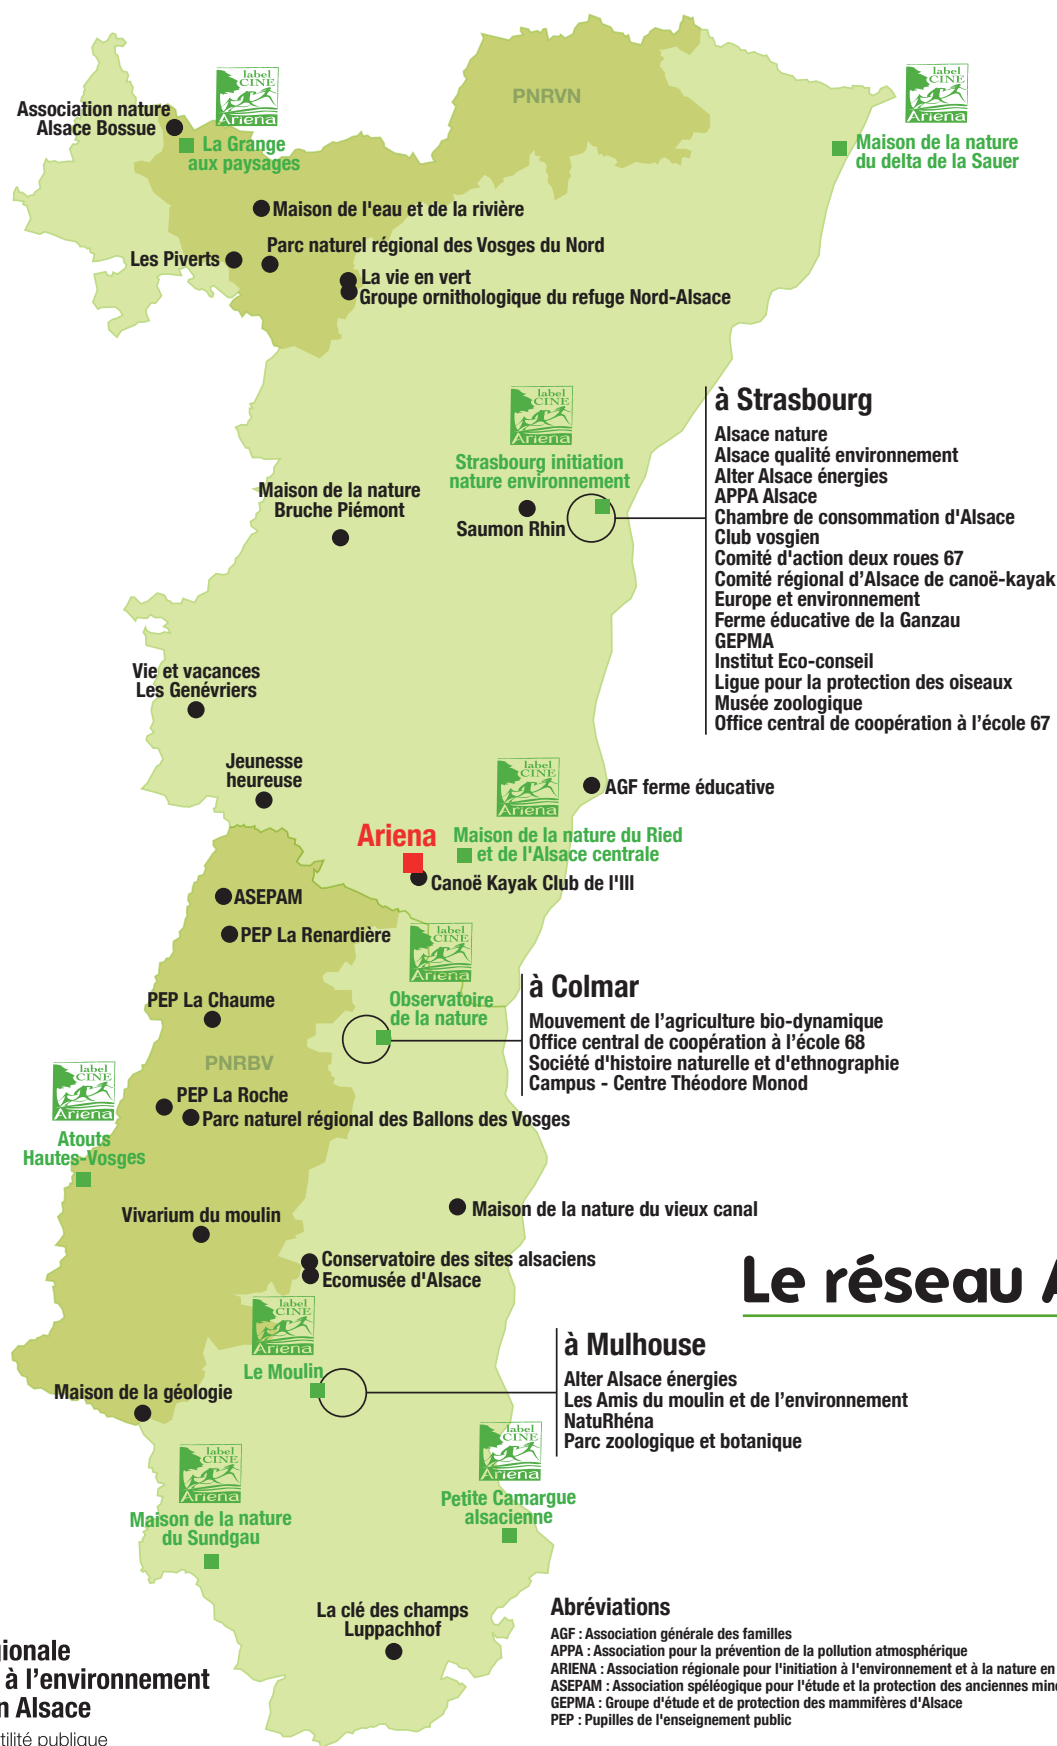 PNRVN
label
CINE
Ariena
label
CINE
Ariena
Association nature
Alsace Bossue
La Grange
aux paysages
Maison de la nature
du delta de la Sauer
Maison de l'eau et de la rivière
Parc naturel régional des Vosges du Nord
Les Piverts
La vie en vert
Groupe ornithologique du refuge Nord-Alsace
label
CINE
Ariena
Strasbourg initiation
nature environnement
à Strasbourg
Alsace nature
Alsace qualité environnement
Alter Alsace énergies
APPA Alsace
Chambre de consommation d'Alsace
Club vosgien
Comité d'action deux roues 67
Comité régional d'Alsace de canoë-kayak
Europe et environnement
Ferme éducative de la Ganzau
GEPMA
Institut Eco-conseil
Ligue pour la protection des oiseaux
Musée zoologique
Office central de coopération à l'école 67
Maison de la nature
Bruche Piémont
Saumon Rhin
Vie et vacances
Les Genévriers
Jeunesse
heureuse
label
CINE
Ariena
AGF ferme éducative
Ariena
Maison de la nature du Ried
et de l'Alsace centrale
Canoë Kayak Club de l'Ill
ASEPAM
PEP La Renardière
label
CINE
Ariena
Observatoire
de la nature
PEP La Chaume
à Colmar
Mouvement de l'agriculture bio-dynamique
Office central de coopération à l'école 68
Société d'histoire naturelle et d'ethnographie
Campus - Centre Théodore Monod
PNRBV
label
CINE
Ariena
Atouts
Hautes-Vosges
PEP La Roche
Parc naturel régional des Ballons des Vosges
Vivarium du moulin
Maison de la nature du vieux canal
Conservatoire des sites alsaciens
Ecomusée d'Alsace
Le réseau A
label
CINE
Ariena
Le Moulin
à Mulhouse
Alter Alsace énergies
Les Amis du moulin et de l'environnement
NatuRhéna
Parc zoologique et botanique
Maison de la géologie
label
CINE
Ariena
Maison de la nature
du Sundgau
label
CINE
Ariena
Petite Camargue
alsacienne
La clé des champs
Luppachhof
gionale
à l'environnement
n Alsace
tilité publique
Abréviations
AGF : Association générale des familles
APPA : Association pour la prévention de la pollution atmosphérique
ARIENA : Association régionale pour l'initiation à l'environnement et à la nature en
ASEPAM : Association spéléogique pour l'étude et la protection des anciennes mine
GEPMA : Groupe d'étude et de protection des mammifères d'Alsace
PEP : Pupilles de l'enseignement public